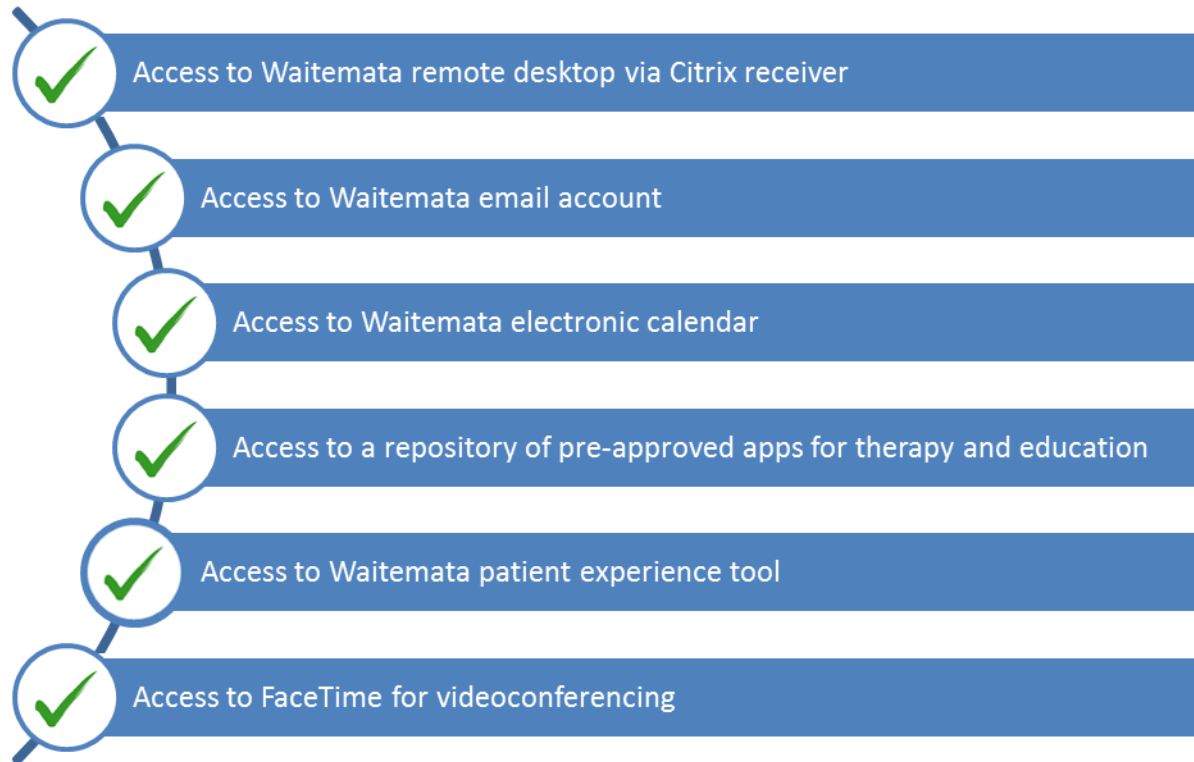 Access to Waitemata remote desktop via Citrix receiver
Access to Waitemata email account
Access to Waitemata electronic calendar
Access to a repository of pre-approved apps for therapy and education
Access to Waitemata patient experience tool
Access to FaceTime for videoconferencing